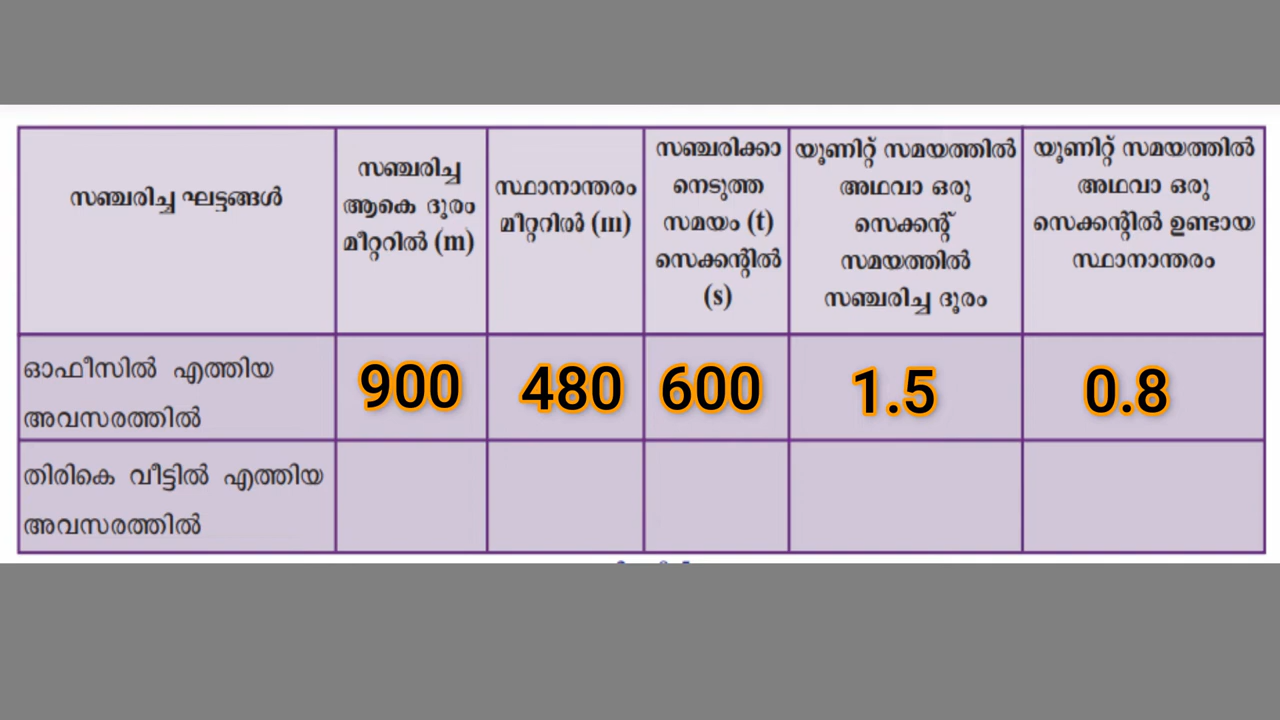 സഞ്ചരിച്ച ഘട്ടങ്ങൾ
സഞ്ചരിച്ച
ആകെ ദൂരം
മീറ്ററിൽ (m)
സ്ഥാനാന്തരം
മീറ്ററിൽ (m)
സഞ്ചരിക്കാ
നെടുത്ത
സമയം (t)
സെക്കന്റിൽ
(s)
യൂണിറ്റ് സമയത്തിൽ
അഥവാ ഒരു
സെക്കന്റ്
സമയത്തിൽ
സഞ്ചരിച്ച ദൂരം
യൂണിറ്റ് സമയത്തിൽ
അഥവാ ഒരു
സെക്കന്റിൽ ഉണ്ടായ
സ്ഥാനാന്തരം
ഓഫീസിൽ എത്തിയ
അവസരത്തിൽ
900
480
600
1.5
0.8
തിരികെ വീട്ടിൽ എത്തിയ
അവസരത്തിൽ